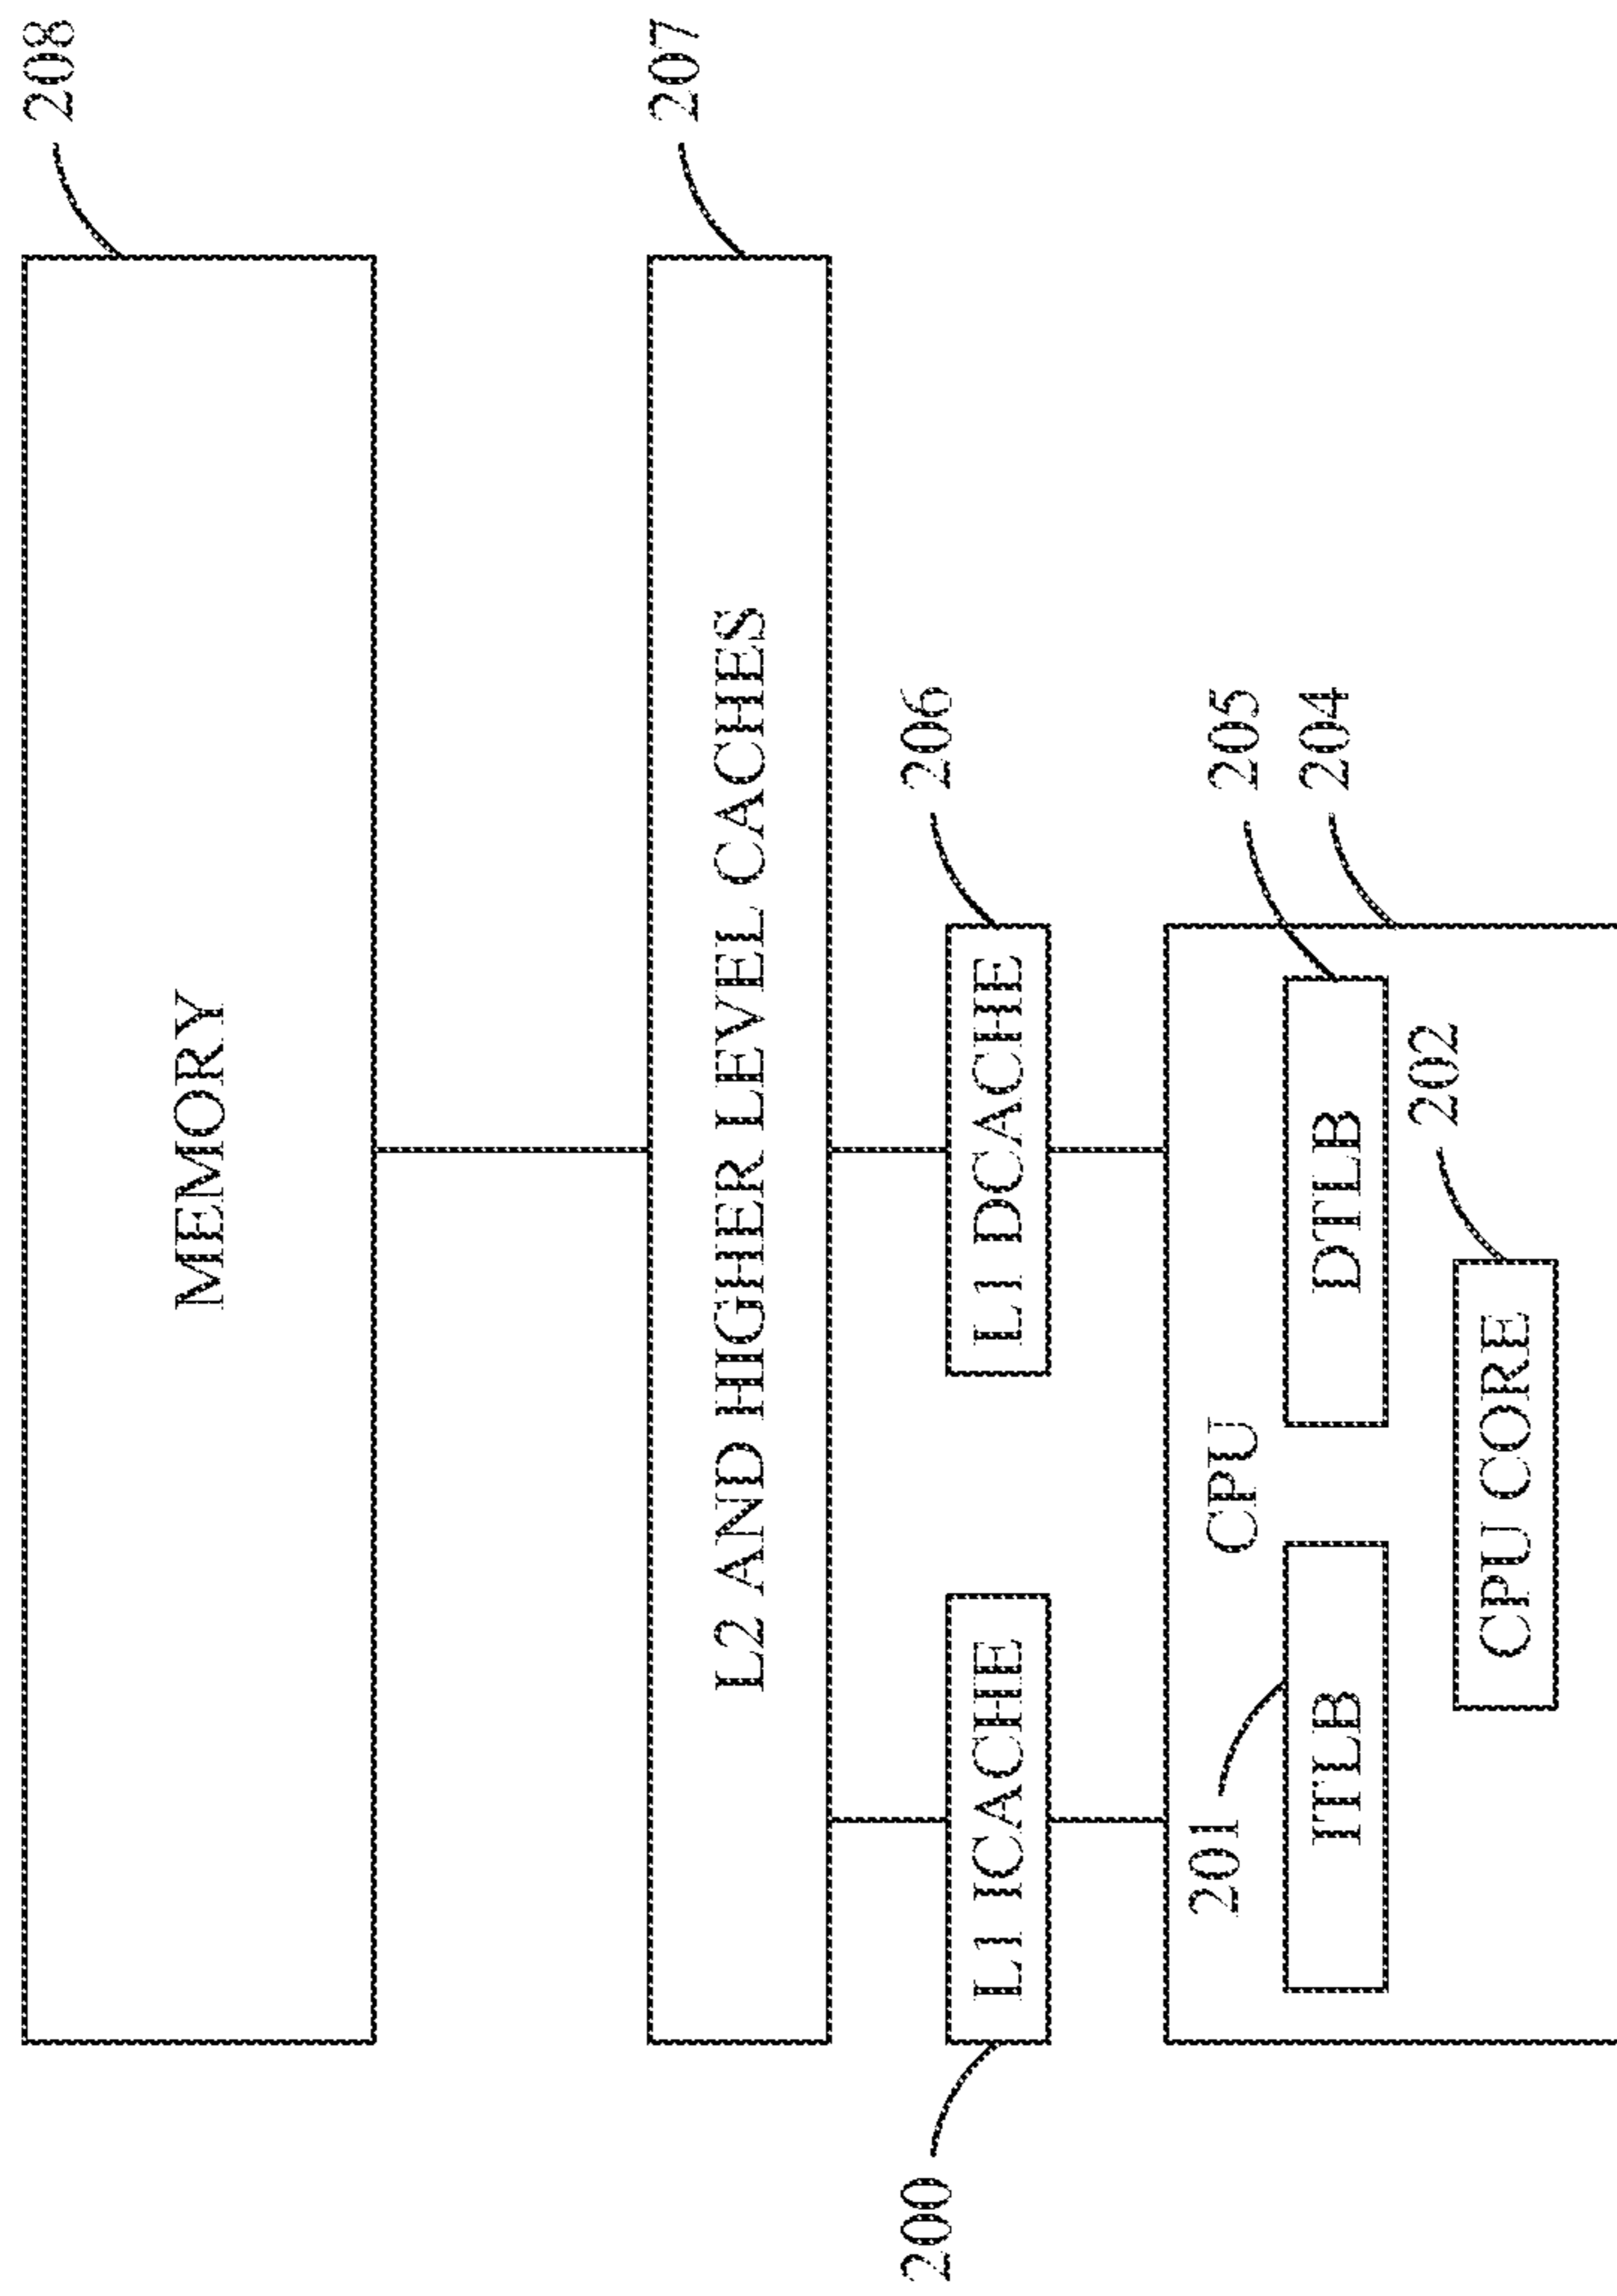 208
MEMORY
207
L2 AND HIGHER LEVEL CACHES
206
L1 ICACHE
L1 DCACHE
200
205
CPU
201
204
ITLB
DTLB
202
CPU CORE